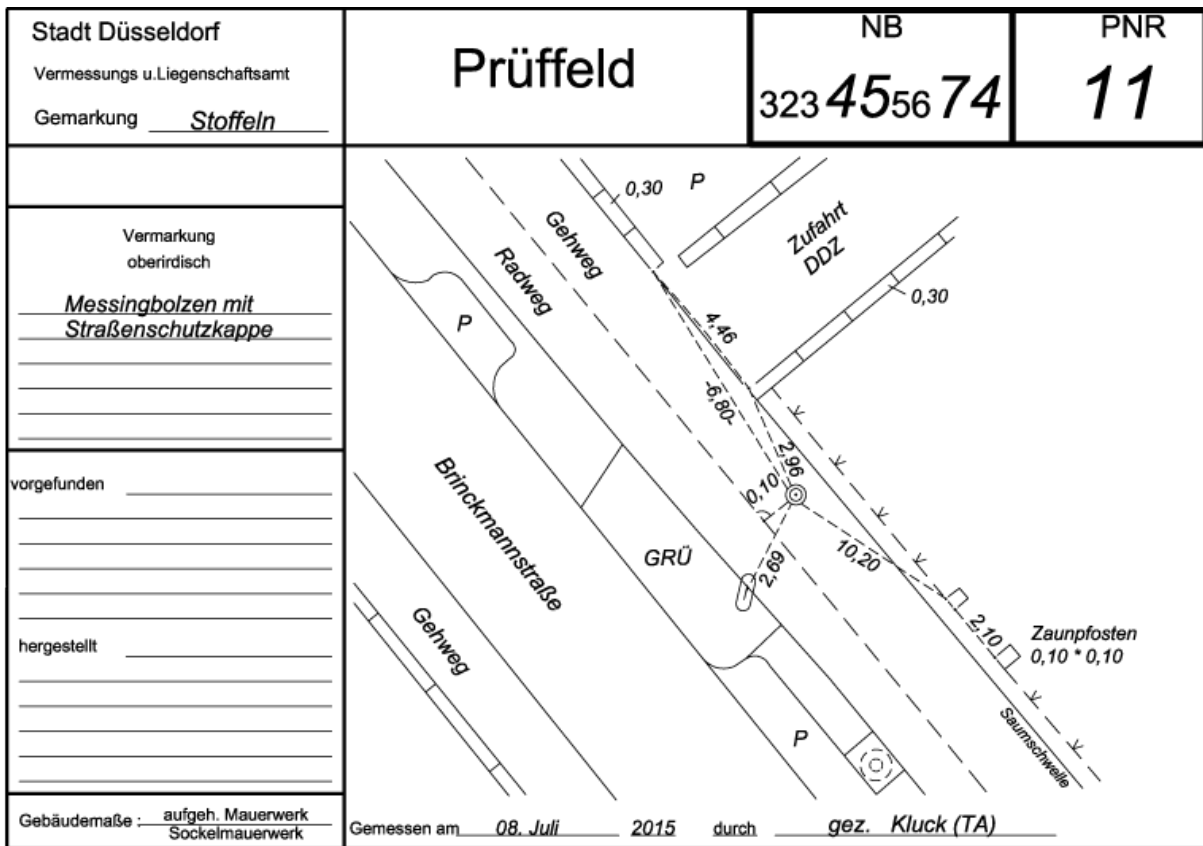 Stadt Düsseldorf
Vermessungs u.Liegenschaftsamt
Gemarkung Stoffeln
Prüffeld
NB
323 45 56 74
PNR
11
Vermarkung
oberirdisch
Messingbolzen mit
Straßenschutzkappe
vorgefunden
hergestellt
Gebäudemaße : aufgeh. Mauerwerk
Sockelmauerwerk
0,30
P
Zufahrt
DDZ
Gehweg
Radweg
0,30
P
4,46
-6,80-
2,96
0,10
Brinckmannstraße
GRÜ
10,20
2,69
Gehweg
2,10
Zaunpfosten
0,10 * 0,10
Saumschwelle
P
Gemessen am 08. Juli 2015 durch gez. Kluck (TA)